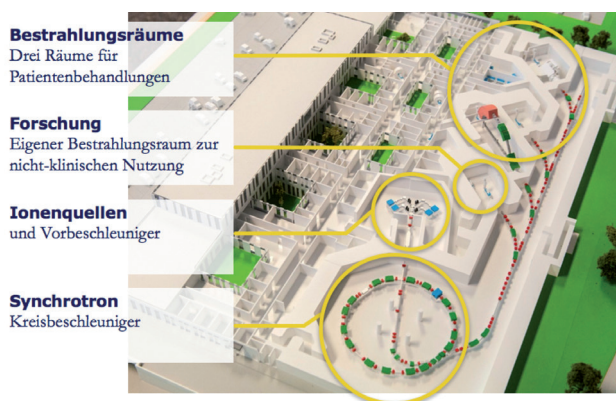 Bestrahlungsräume
Drei Räume für
Patientenbehandlungen
Forschung
Eigener Bestrahlungsraum zur
nicht-klinischen Nutzung
Ionenquellen
und Vorbeschleuniger
Synchrotron
Kreisbeschleuniger